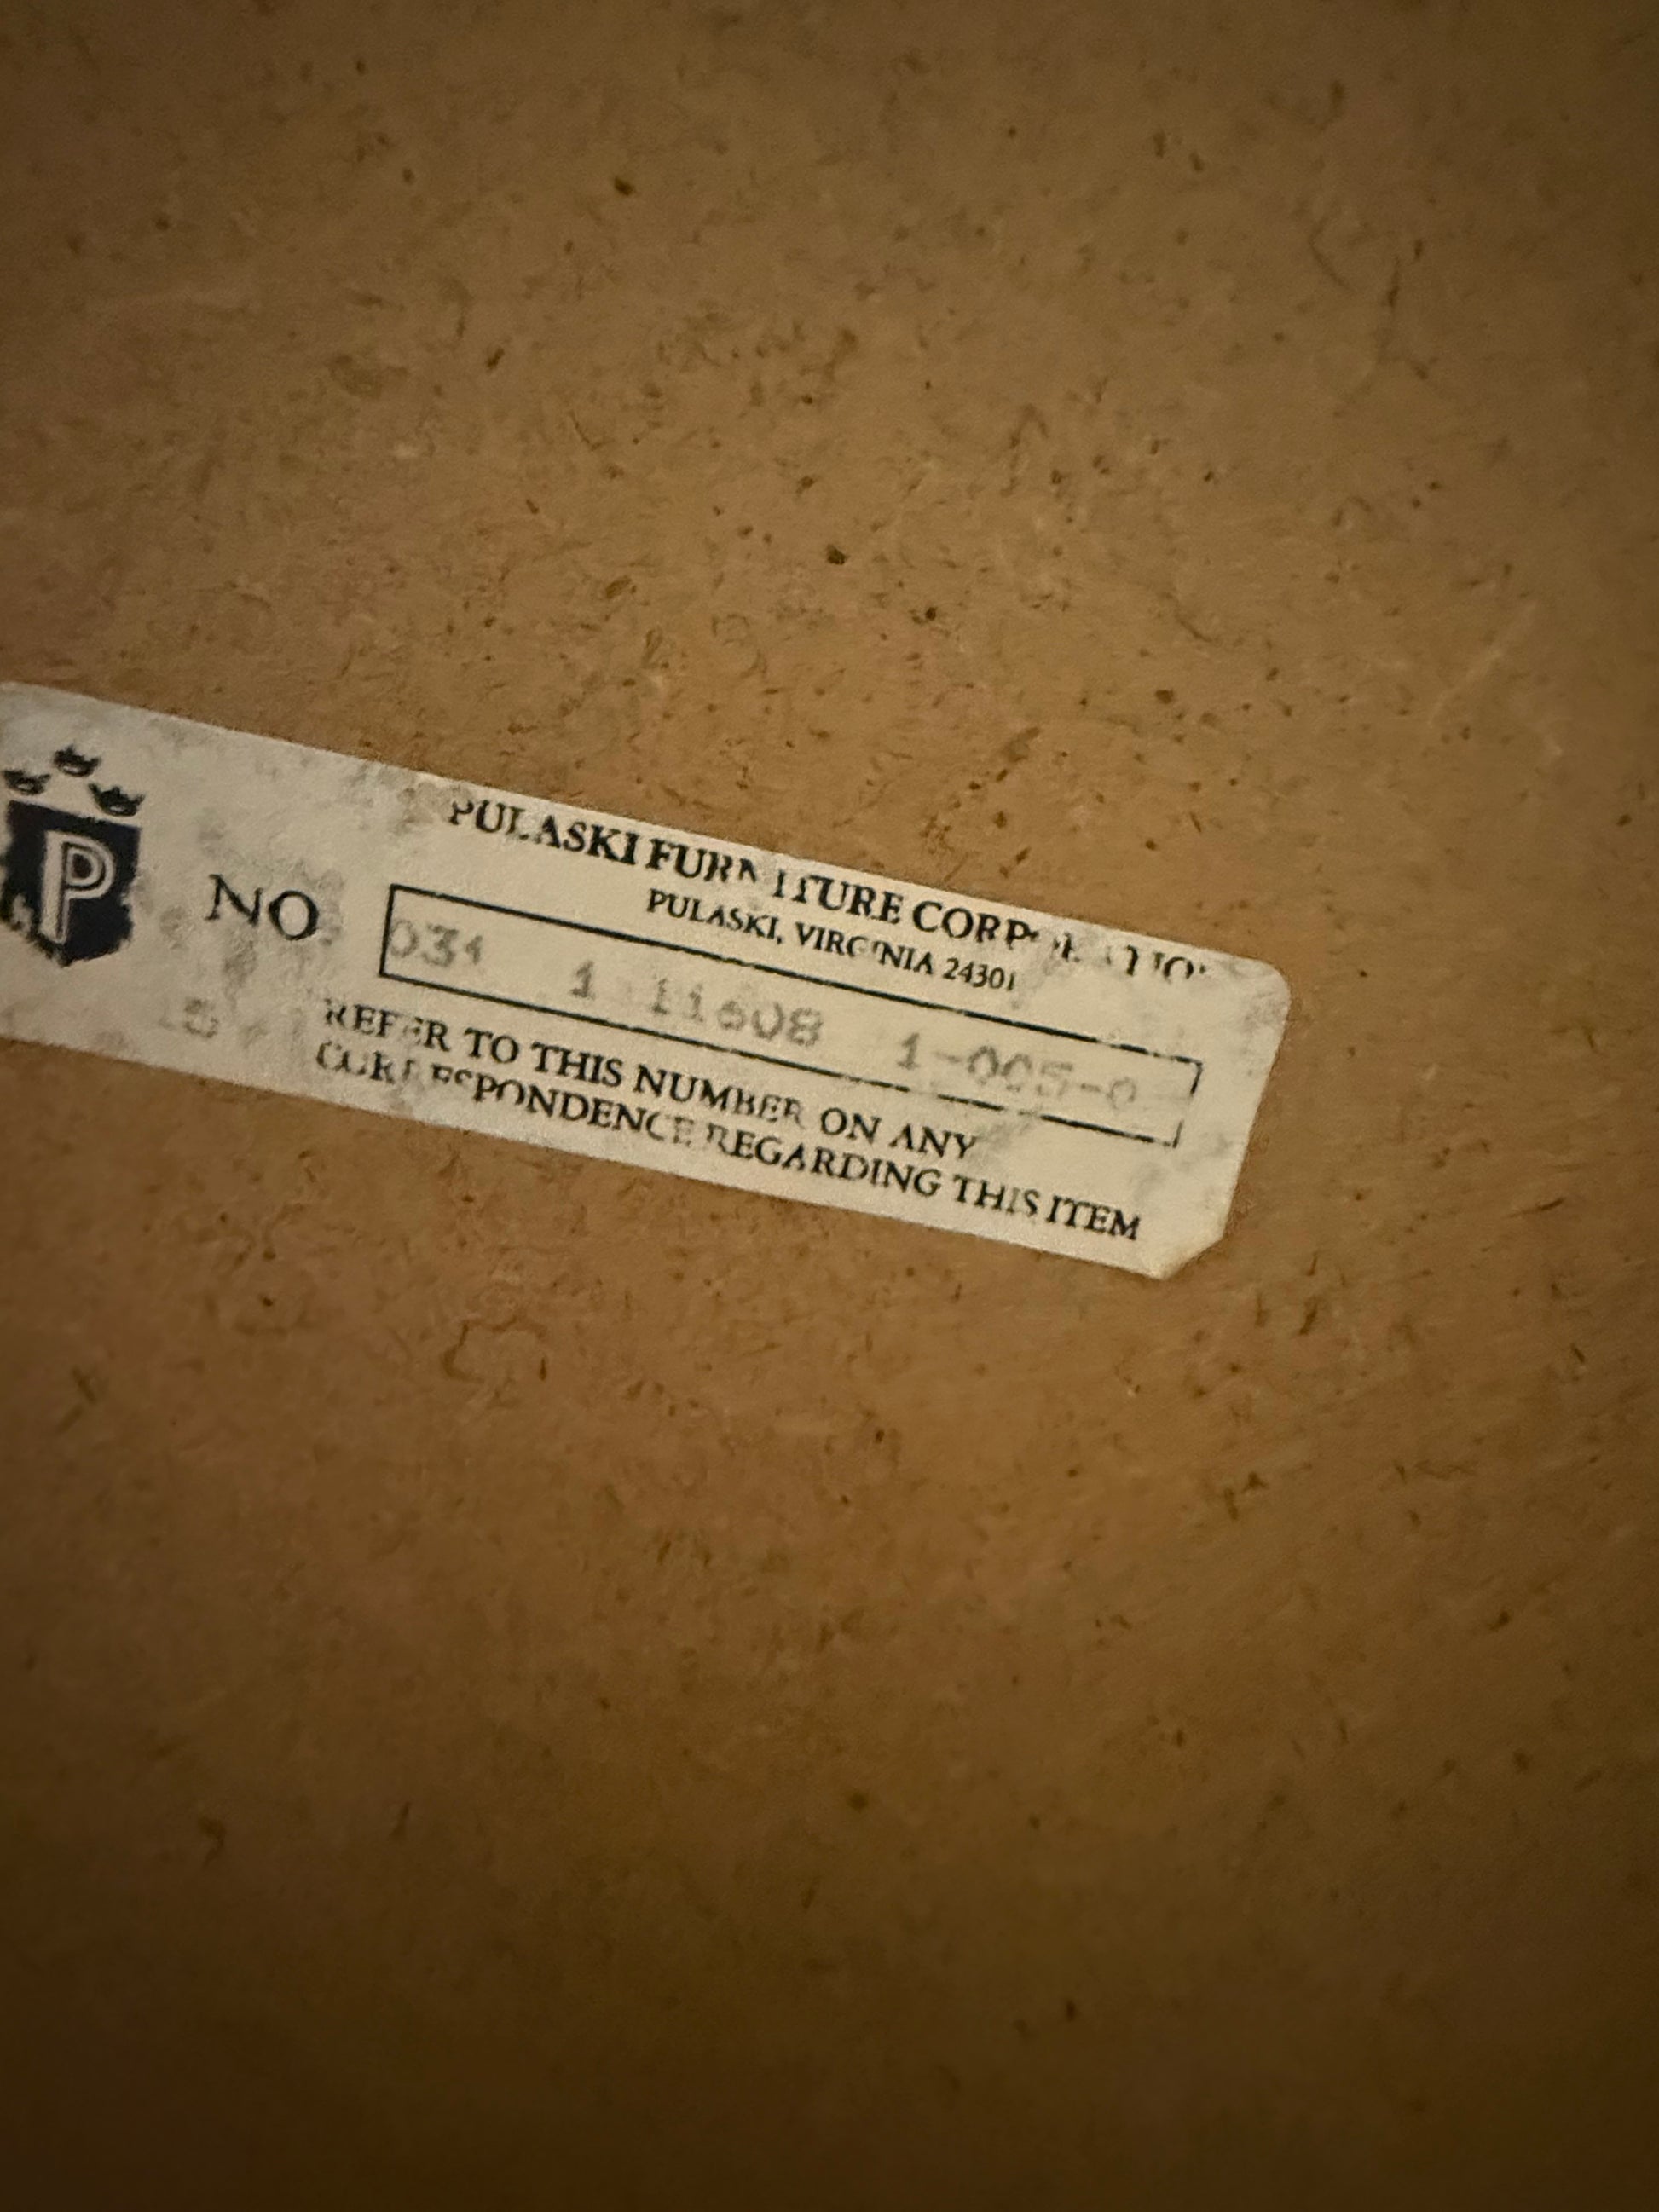 PULASKI FURNITURE CORPORATION
PULASKI, VIRGINIA 24301
P
NO
1 11608 1-005-0
REFER TO THIS NUMBER ON ANY
CORRESPONDENCE REGARDING THIS ITEM